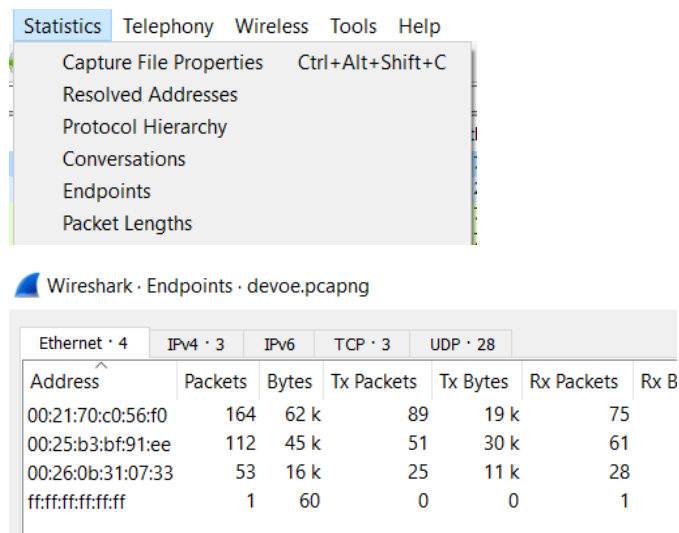 Statistics Telephony Wireless Tools Help
Capture File Properties Ctrl+Alt+Shift+C
Resolved Addresses
Protocol Hierarchy
Conversations
Endpoints
Packet Lengths
Wireshark · Endpoints · devoe.pcapng
Ethernet · 4 IPv4 · 3 IPv6 TCP · 3 UDP · 28
Address Packets Bytes Tx Packets Tx Bytes Rx Packets Rx B
00:21:70:c0:56:f0 164 62 k 89 19 k 75
00:25:b3:bf:91:ee 112 45 k 51 30 k 61
00:26:0b:31:07:33 53 16 k 25 11 k 28
ff:ff:ff:ff:ff:ff 1 60 0 0 1